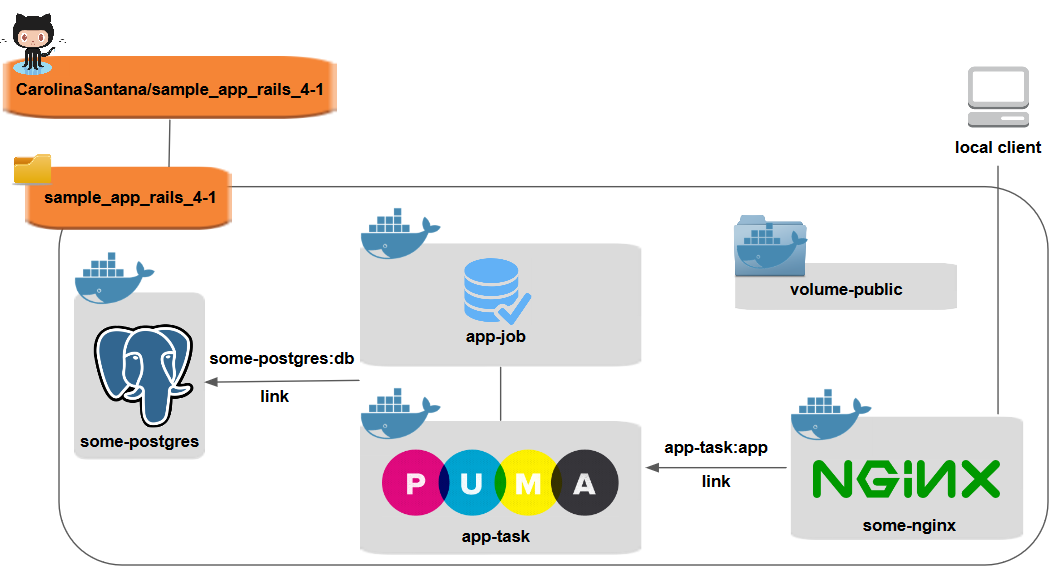 CarolinaSantana/sample_app_rails_4-1
local client
sample_app_rails_4-1
volume-public
app-job
some-postgres:db
link
some-postgres
app-task:app
link
PUMA
app-task
NGiNX
some-nginx